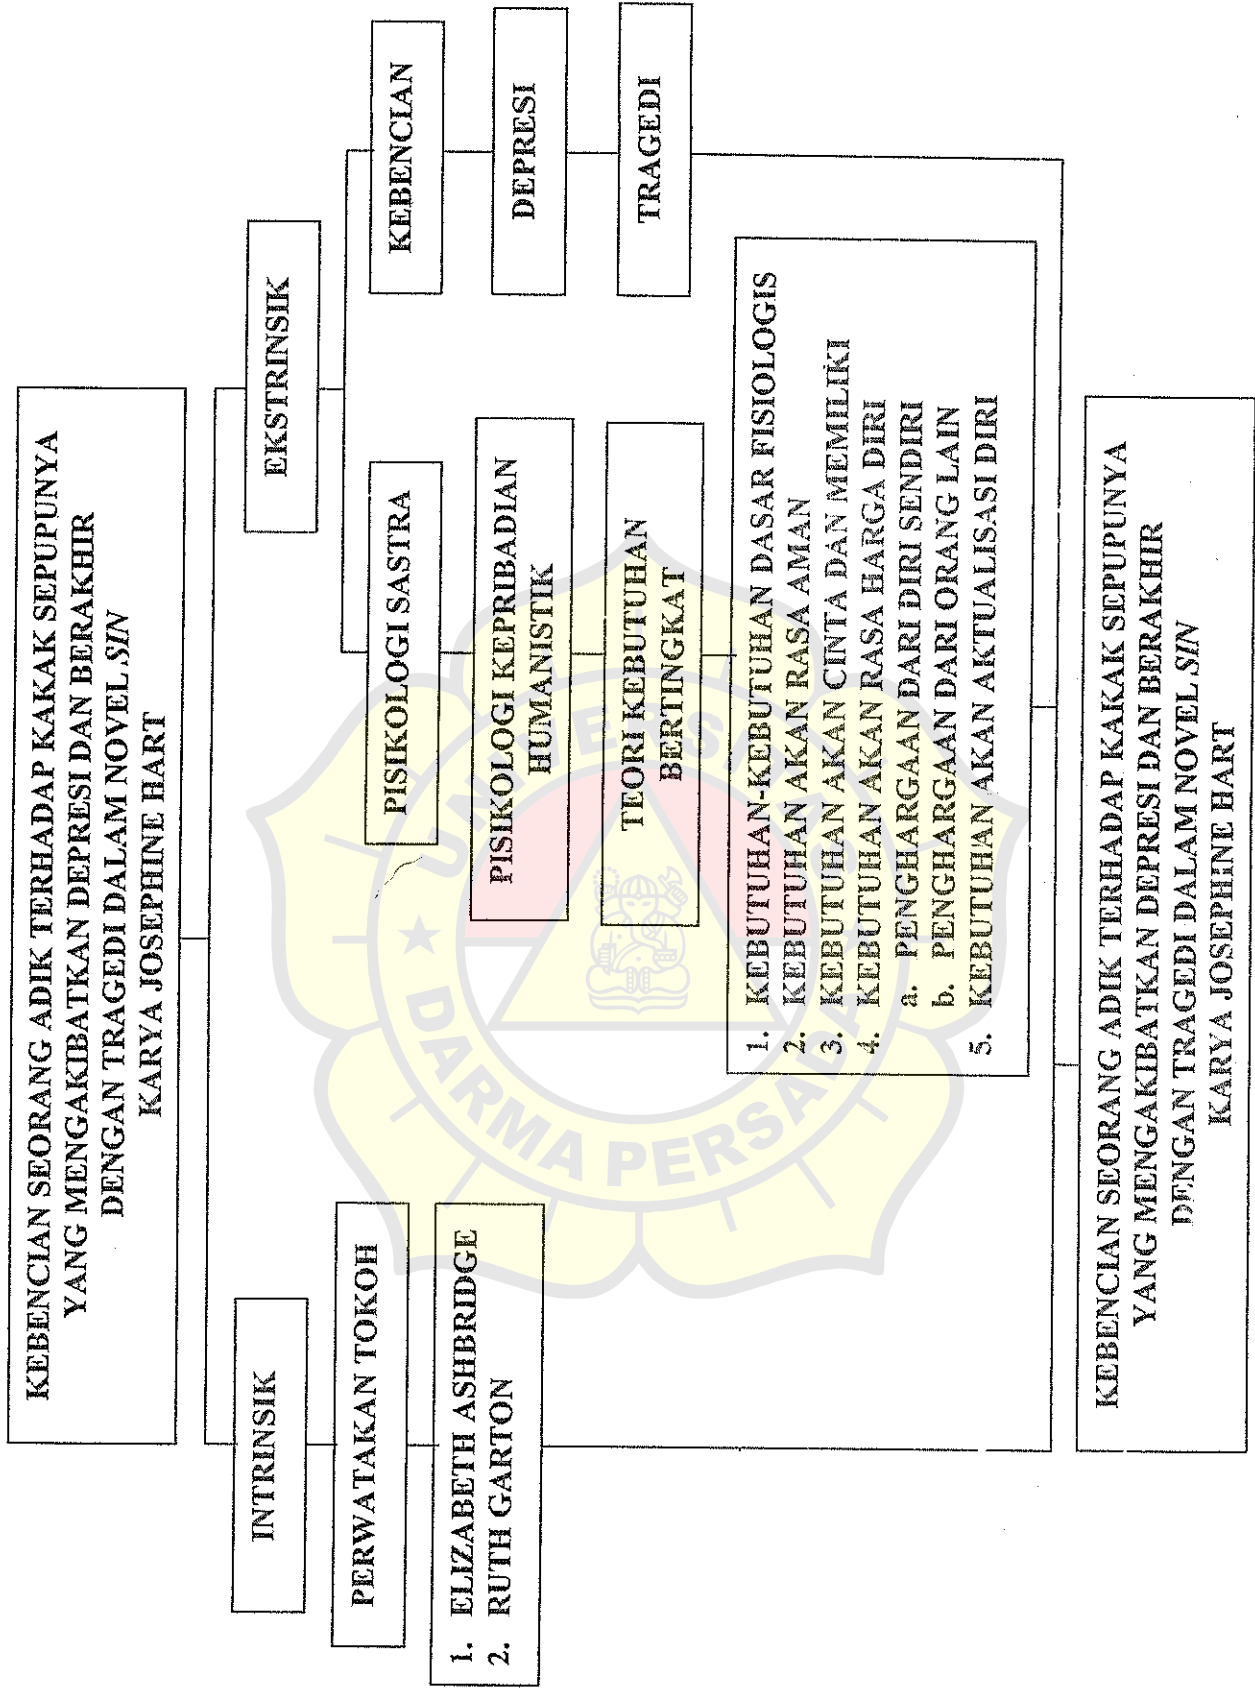 KEBENCIAN SEORANG ADIK TERHADAP KAKAK SEPUPUNYA
YANG MENGAKIBATKAN DEPRESI DAN BERAKHIR
DENGAN TRAGEDI DALAM NOVEL SIN
KARYA JOSEPHINE HART
INTRINSIK
PERWATAKAN TOKOH
1. ELIZABETH ASHBRIDGE
2. RUTH GARTON
EKSTRINSIK
PISIKOLOGI SASTRA
PISIKOLOGI KEPRIBADIAN
HUMANISTIK
TEORI KEBUTUHAN
BERTINGKAT
1. KEBUTUHAN-KEBUTUHAN DASAR FISIOLOGIS
2. KEBUTUHAN AKAN RASA AMAN
3. KEBUTUHAN AKAN CINTA DAN MEMILIKI
4. KEBUTUHAN AKAN RASA HARGA DIRI
a. PENGHARGAAN DARI DIRI SENDIRI
b. PENGHARGAAN DARI ORANG LAIN
5. KEBUTUHAN AKAN AKTUALISASI DIRI
KEBENCIAN
DEPRESI
TRAGEDI
KEBENCIAN SEORANG ADIK TERHADAP KAKAK SEPUPUNYA
YANG MENGAKIBATKAN DEPRESI DAN BERAKHIR
DENGAN TRAGEDI DALAM NOVEL SIN
KARYA JOSEPHINE HART
UNIVERSITAS
DARMA PERSADA